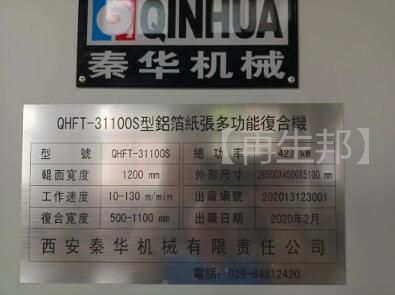 QINHUA
秦华机械
QHFT-31100S型鋁箔紙張多功能復合機
型 號 QHFT-31100S 總功率 427 kW
輥面寬度 1200 mm 外形尺寸 26500X4500X5100 mm
工作速度 10-130 m/min 出廠編號 202013123001
復合寬度 500-1100 mm 出廠日期 2020年2月
西安秦华机械有限责任公司
電話：029-84812420
【再生邦】